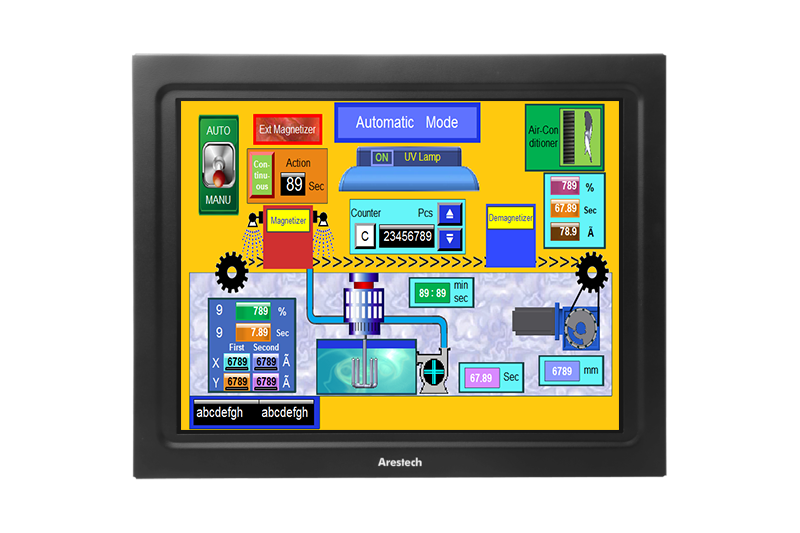 Automatic Mode
AUTO
MANU
Ext Magnetizer
Con-
tinu-
ous
Action
89 Sec
ON UV Lamp
Air-Con
ditioner
789 %
67.89 Sec
78.9 Ã
Magnetizer
Counter Pcs
C 23456789
Demagnetizer
>>>>>>>>>>>>>>>>>>>>>>>>>>>>
89:89 min
sec
9 789 %
9 7.89 Sec
First Second
X 6789 6789 Ã
Y 6789 6789 Ã
67.89 Sec
6789 mm
abcdefgh abcdefgh
Arestech